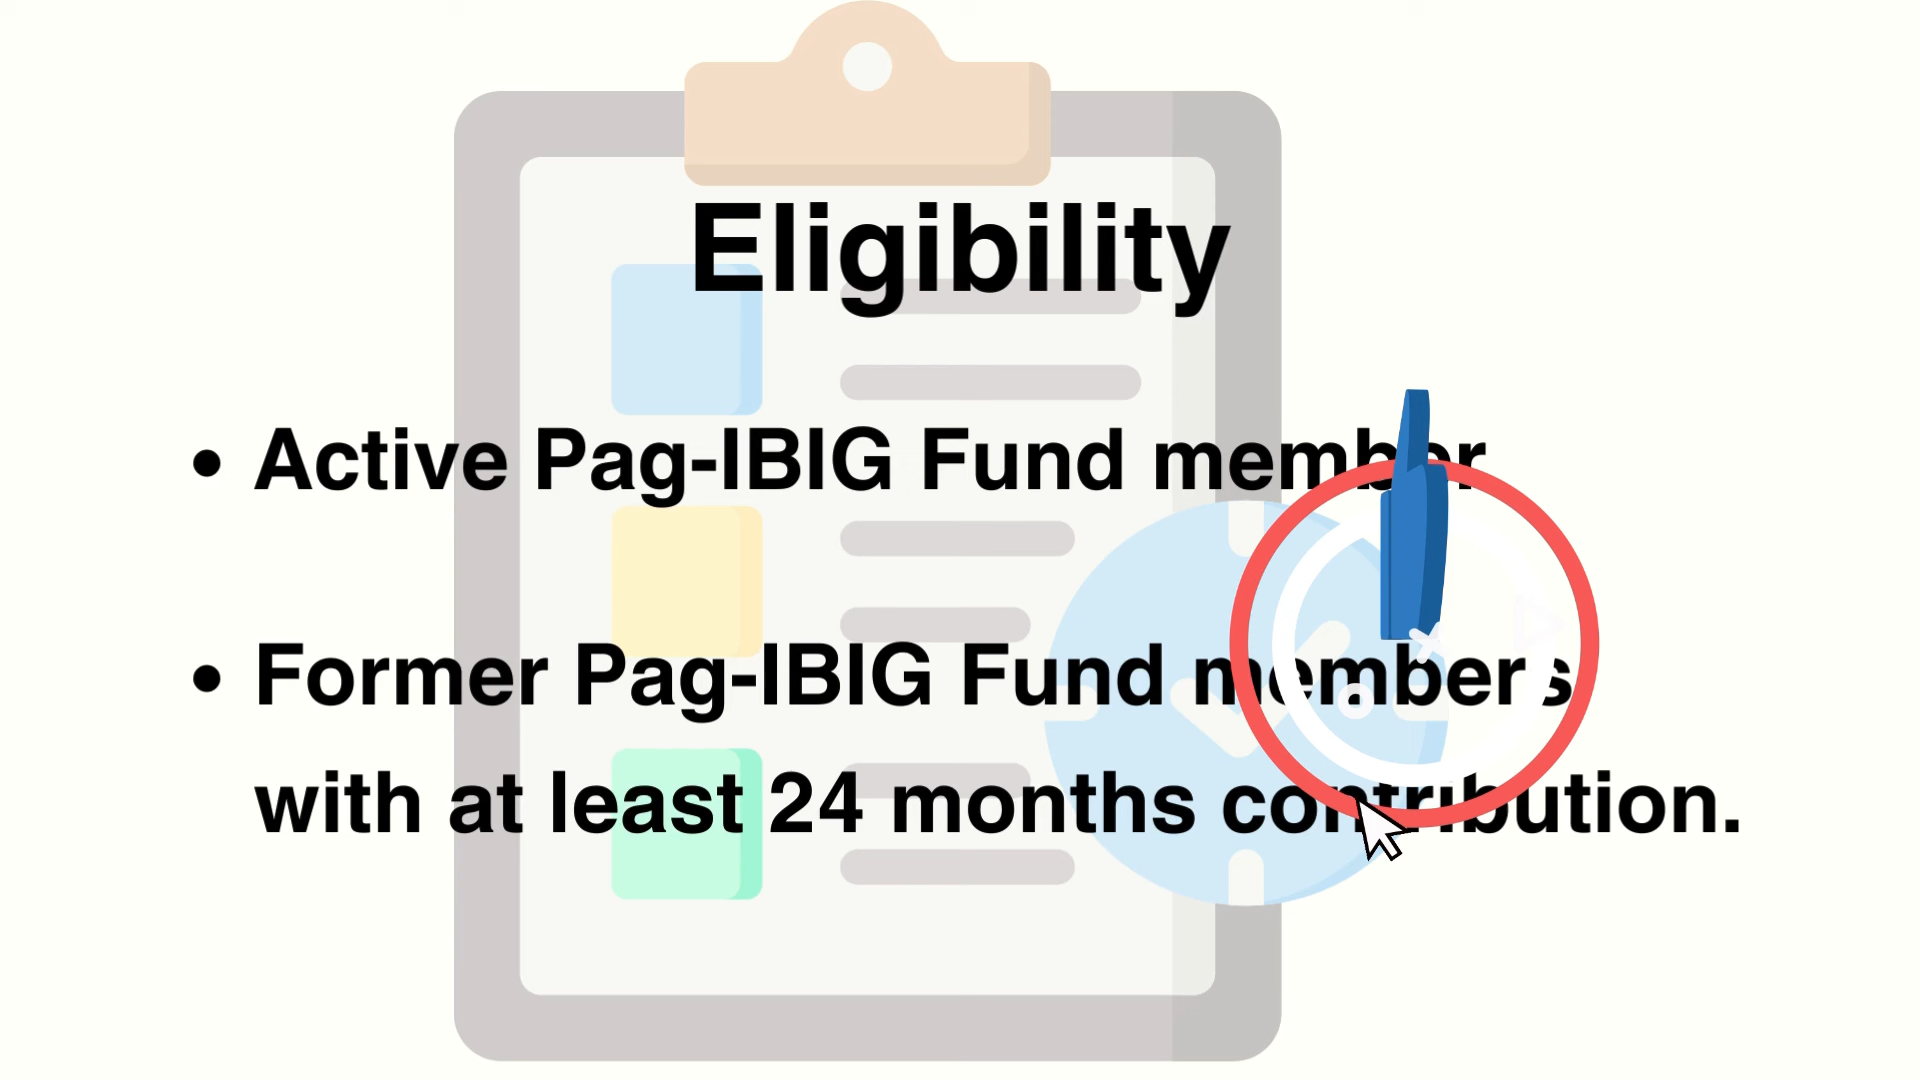 Eligibility
• Active Pag-IBIG Fund member
• Former Pag-IBIG Fund members
with at least 24 months contribution.